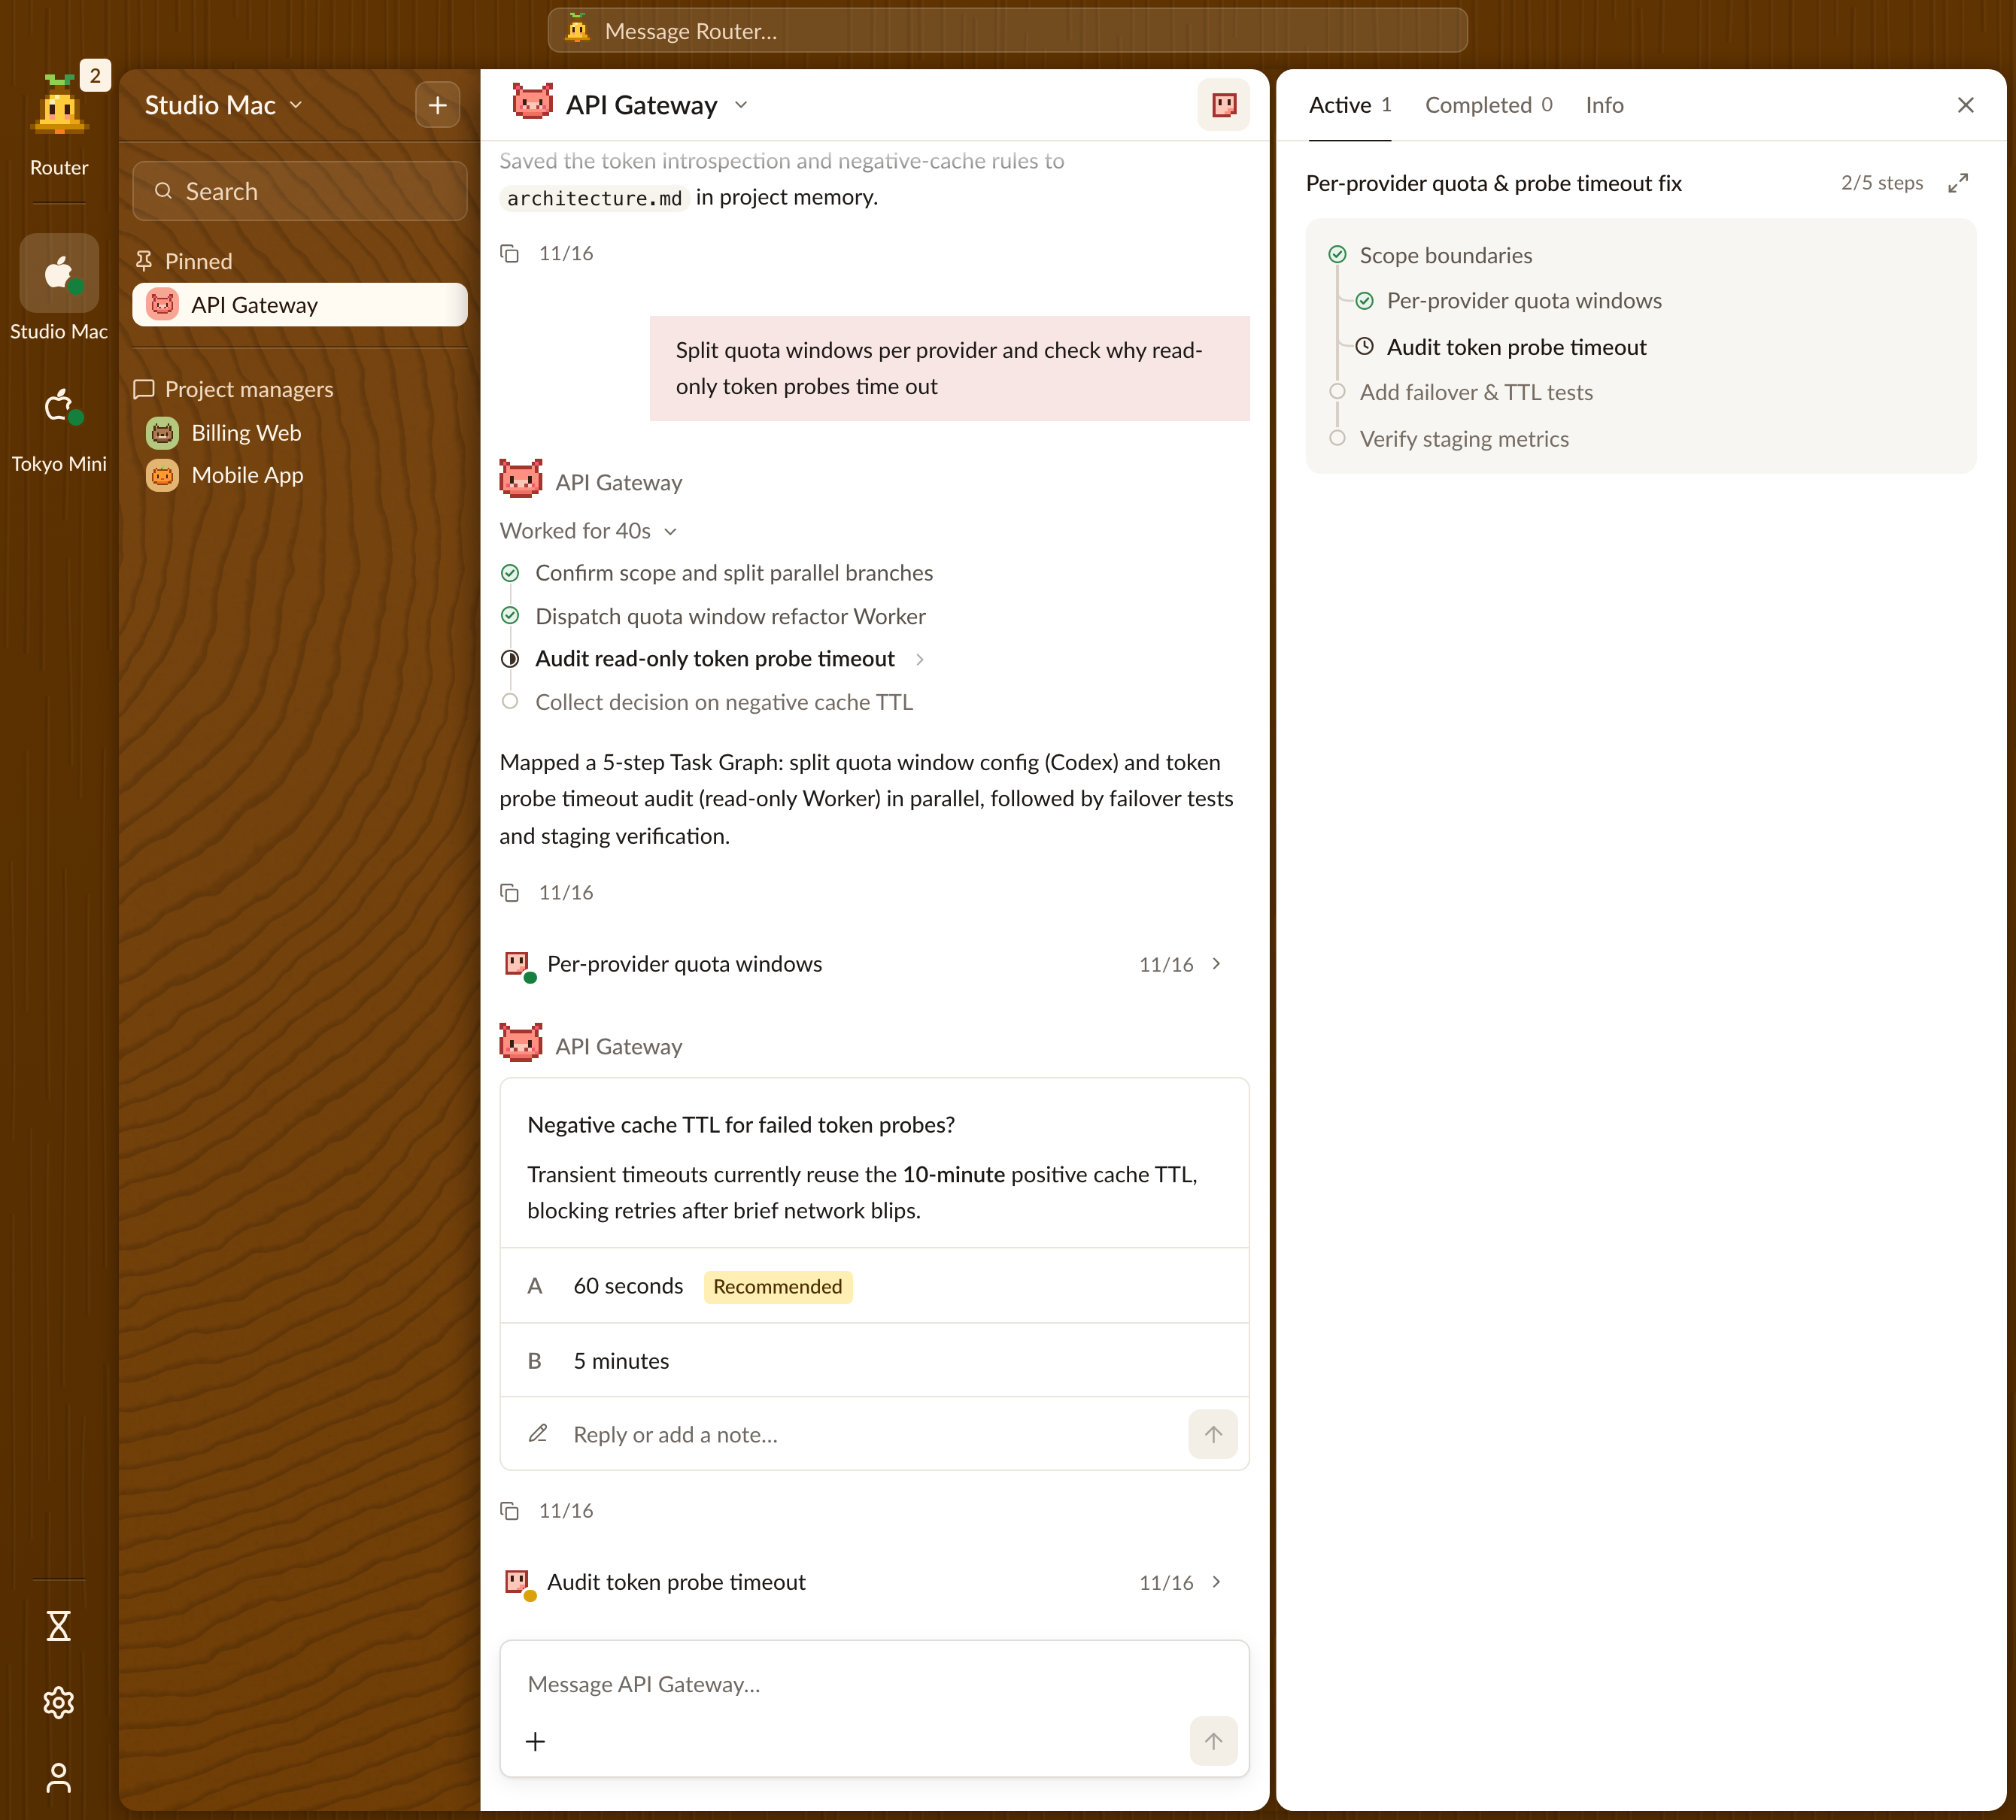 Message Router...
2
Router
Studio Mac
Tokyo Mini
Studio Mac
Search
Pinned
API Gateway
Project managers
Billing Web
Mobile App
API Gateway
Saved the token introspection and negative-cache rules to
architecture.md in project memory.
11/16
Split quota windows per provider and check why read-
only token probes time out
API Gateway
Worked for 40s
Confirm scope and split parallel branches
Dispatch quota window refactor Worker
Audit read-only token probe timeout
Collect decision on negative cache TTL
Mapped a 5-step Task Graph: split quota window config (Codex) and token
probe timeout audit (read-only Worker) in parallel, followed by failover tests
and staging verification.
11/16
Per-provider quota windows 11/16
API Gateway
Negative cache TTL for failed token probes?
Transient timeouts currently reuse the 10-minute positive cache TTL,
blocking retries after brief network blips.
A 60 seconds Recommended
B 5 minutes
Reply or add a note...
11/16
Audit token probe timeout 11/16
Message API Gateway...
Active 1 Completed 0 Info
Per-provider quota & probe timeout fix 2/5 steps
Scope boundaries
Per-provider quota windows
Audit token probe timeout
Add failover & TTL tests
Verify staging metrics